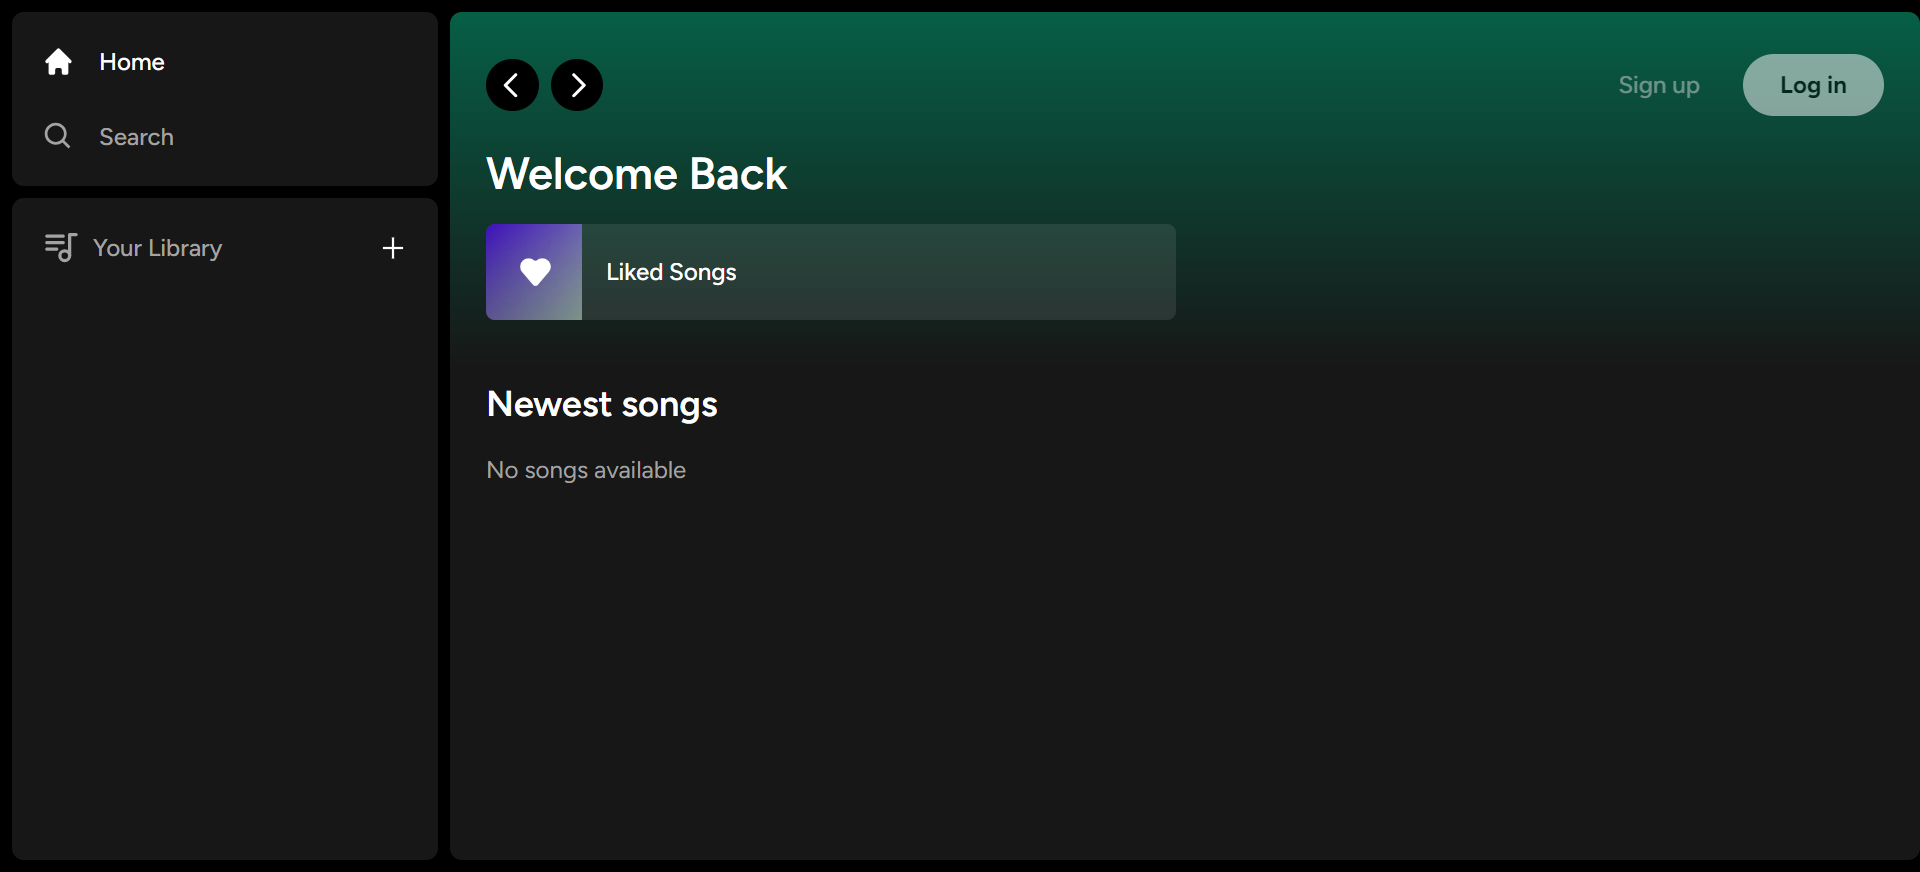 Home
Search
Your Library
Sign up
Log in
Welcome Back
Liked Songs
Newest songs
No songs available